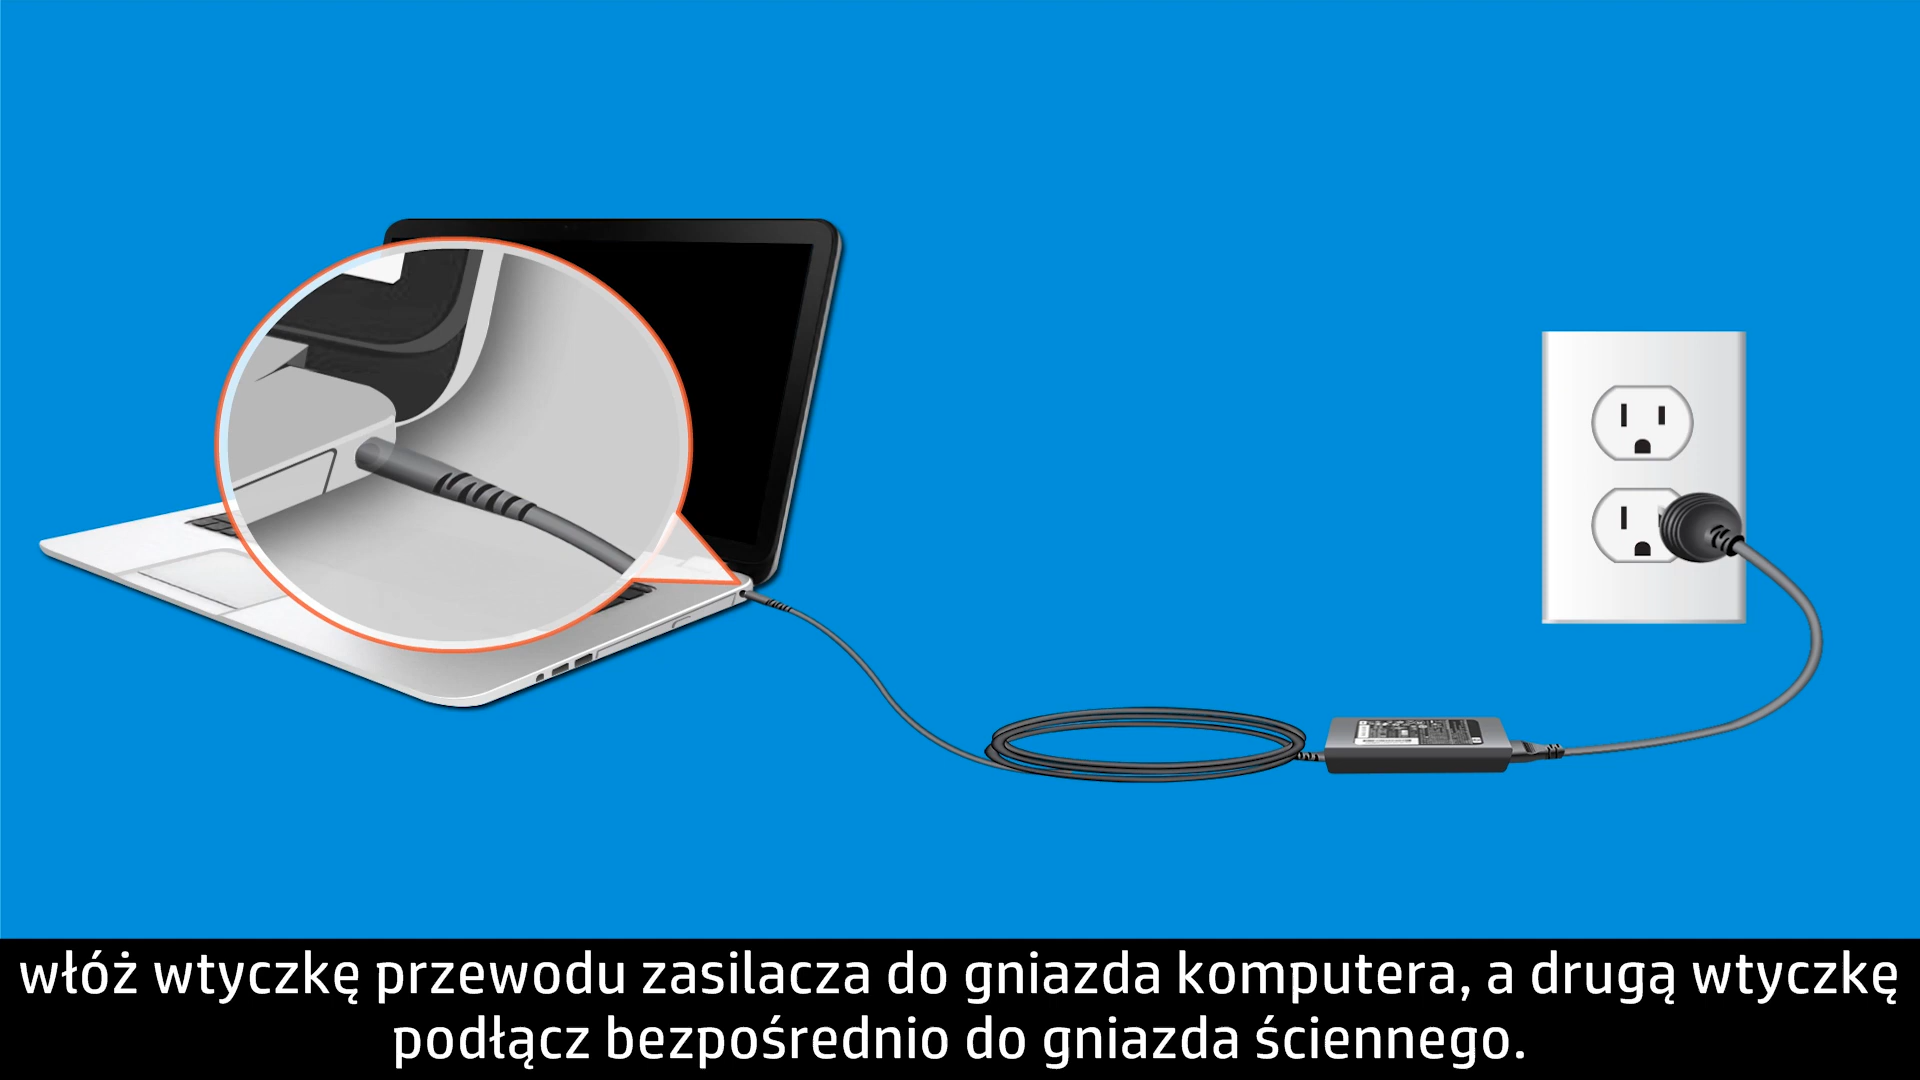 włóż wtyczkę przewodu zasilacza do gniazda komputera, a drugą wtyczkę
podłącz bezpośrednio do gniazda ściennego.